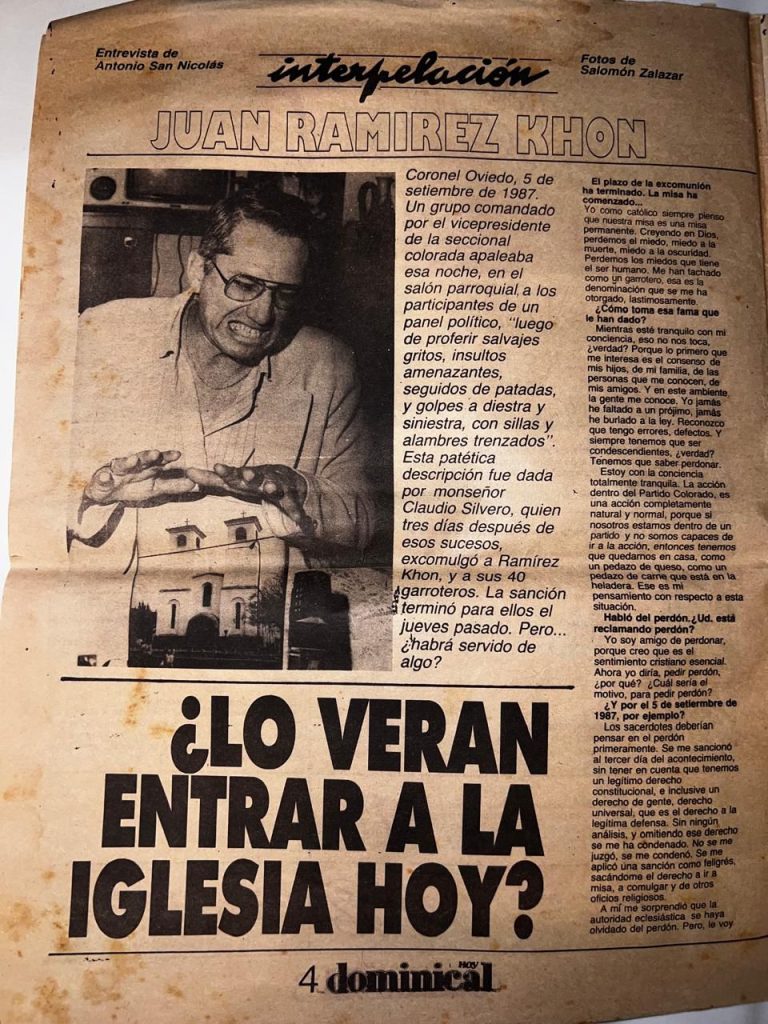 Entrevista de
Antonio San Nicolás
interpelación
Fotos de
Salomón Zalazar
JUAN RAMIREZ KHON
Coronel Oviedo, 5 de
setiembre de 1987.
Un grupo comandado
por el vicepresidente
de la seccional
colorada apaleaba
esa noche, en el
salón parroquial a los
participantes de un
panel político, "luego
de proferir salvajes
gritos, insultos
amenazantes,
seguidos de patadas,
y golpes a diestra y
siniestra, con sillas y
alambres trenzados".
Esta patética
descripción fue dada
por monseñor
Claudio Silvero, quien
tres días después de
esos sucesos,
excomulgó a Ramírez
Khon, y a sus 40
garroteros. La sanción
terminó para ellos el
jueves pasado. Pero...
¿habrá servido de
algo?
El plazo de la excomunión
ha terminado. La misa ha
comenzado...
Yo como católico siempre pienso
que nuestra misa es una misa
permanente. Creyendo en Dios,
perdemos el miedo, miedo a la
muerte, miedo a la oscuridad.
Perdemos los miedos que tiene
el ser humano. Me han tachado
como un garrotero, esa es la
denominación que se me ha
otorgado, lastimosamente.
¿Cómo toma esa fama que
le han dado?
Mientras esté tranquilo con mi
conciencia, eso no nos toca,
¿verdad? Porque lo primero que
me interesa es el consenso de
mis hijos, de mi familia, de las
personas que me conocen, de
mis amigos. Y en este ambiente
la gente me conoce. Yo jamás
he faltado a un prójimo, jamás
he burlado a la ley. Reconozco
que tengo errores, defectos. Y
siempre tenemos que ser
condescendientes, ¿verdad?
Tenemos que saber perdonar.
Estoy con la conciencia
totalmente tranquila. La acción
dentro del Partido Colorado, es
una acción completamente
natural y normal, porque si
nosotros estamos dentro de un
partido y no somos capaces de
ir a la acción, entonces tenemos
que quedarnos en casa, como
un pedazo de queso, como un
pedazo de carne que está en la
heladera. Ese es mi
pensamiento con respecto a esta
situación.
Habló del perdón.¿Ud. está
reclamando perdón?
Yo soy amigo de perdonar,
porque creo que es el
sentimiento cristiano esencial.
Ahora yo diría, pedir perdón,
¿por qué? ¿Cuál sería el
motivo, para pedir perdón?
¿Y por el 5 de setiermbre de
1987, por ejemplo?
Los sacerdotes deberían
pensar en el perdón
primeramente. Se me sancionó
al tercer día del acontecimiento,
sin tener en cuenta que tenemos
un legítimo derecho
constitucional, e inclusive un
derecho de gente, derecho
universal, que es el derecho a la
legítima defensa. Sin ningún
análisis, y omitiendo ese derecho
se me ha condenado. No se me
juzgó, se me condenó. Se me
aplicó una sanción como feligrés,
sacándome el derecho a ir a
misa, a comulgar y de otros
oficios religiosos.
A mí me sorprendió que la
autoridad eclesiástica se haya
olvidado del perdón. Pero, le voy
¿LO VERAN
ENTRAR A LA
IGLESIA HOY?
4 HOY dominical